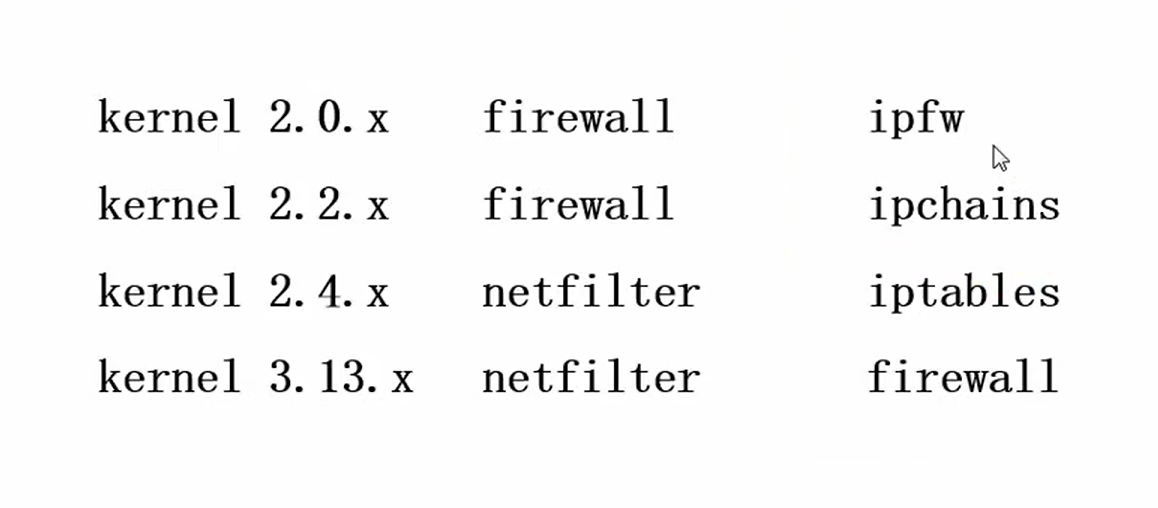 kernel 2.0.x firewall ipfw
kernel 2.2.x firewall ipchains
kernel 2.4.x netfilter iptables
kernel 3.13.x netfilter firewall